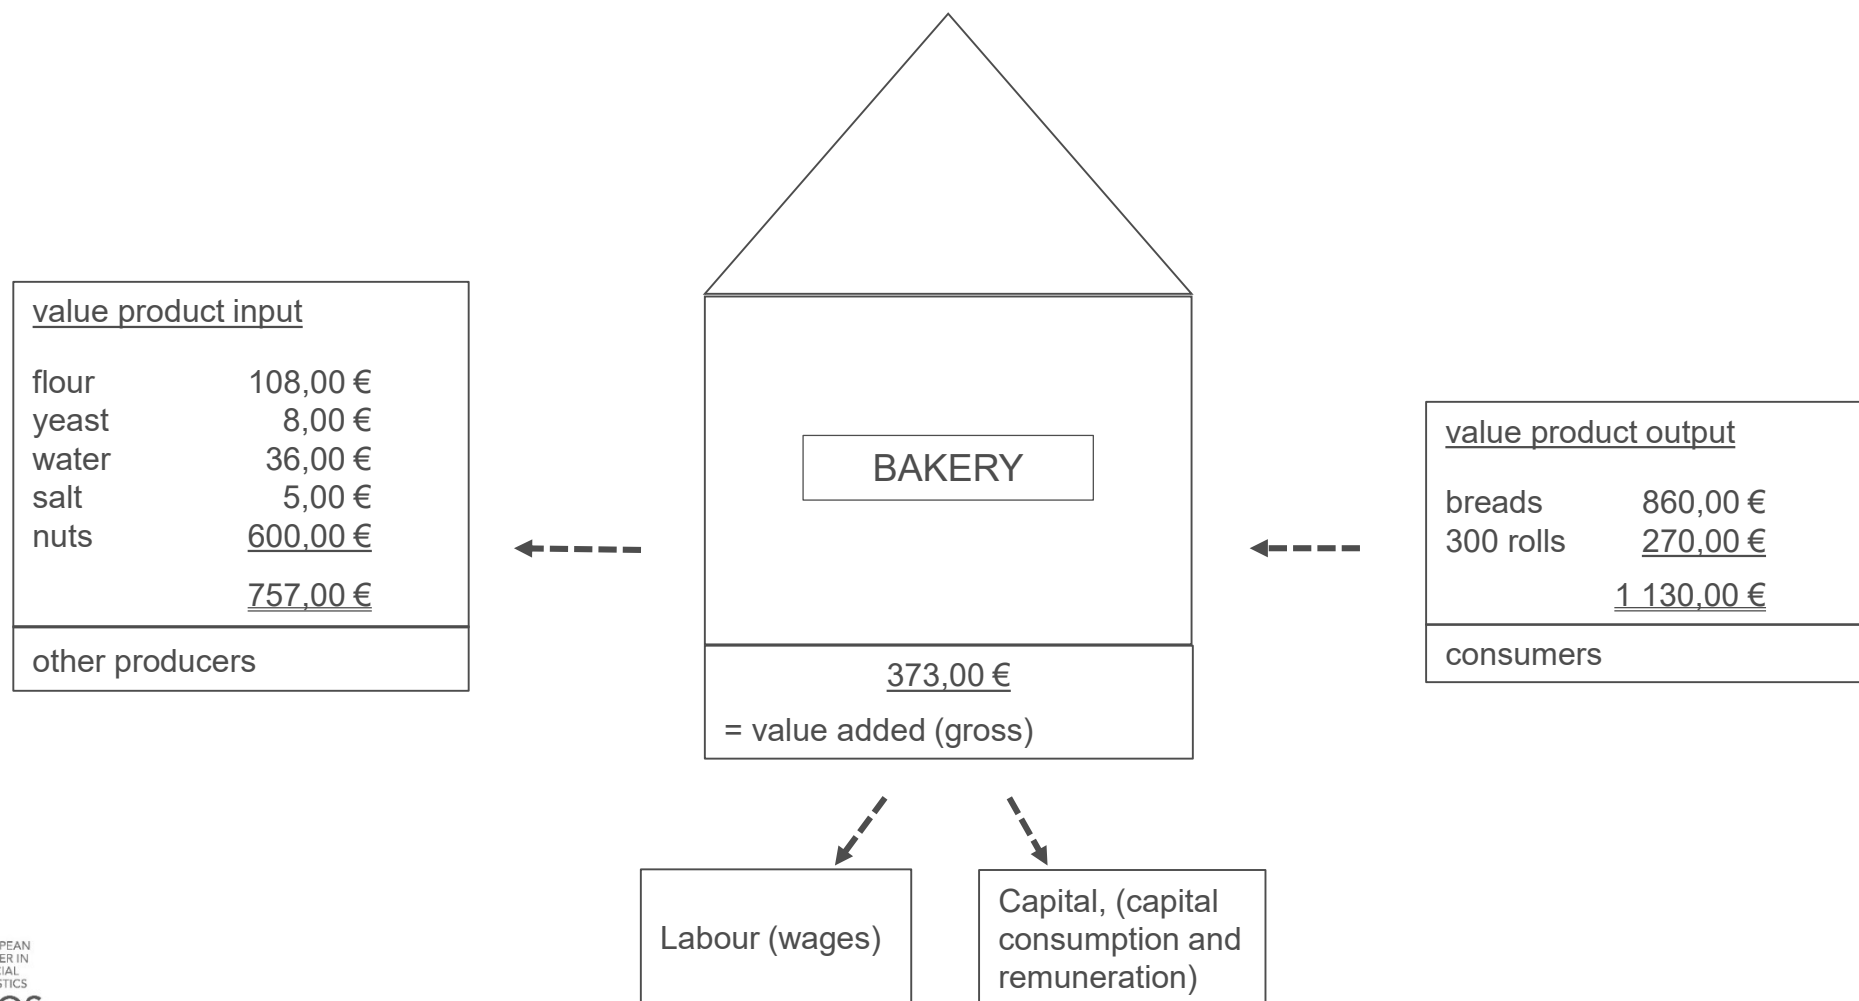 value product input
flour 108,00 €
yeast 8,00 €
water 36,00 €
salt 5,00 €
nuts 600,00 €
757,00 €
other producers
BAKERY
373,00 €
= value added (gross)
value product output
breads 860,00 €
300 rolls 270,00 €
1 130,00 €
consumers
Labour (wages)
Capital, (capital
consumption and
remuneration)